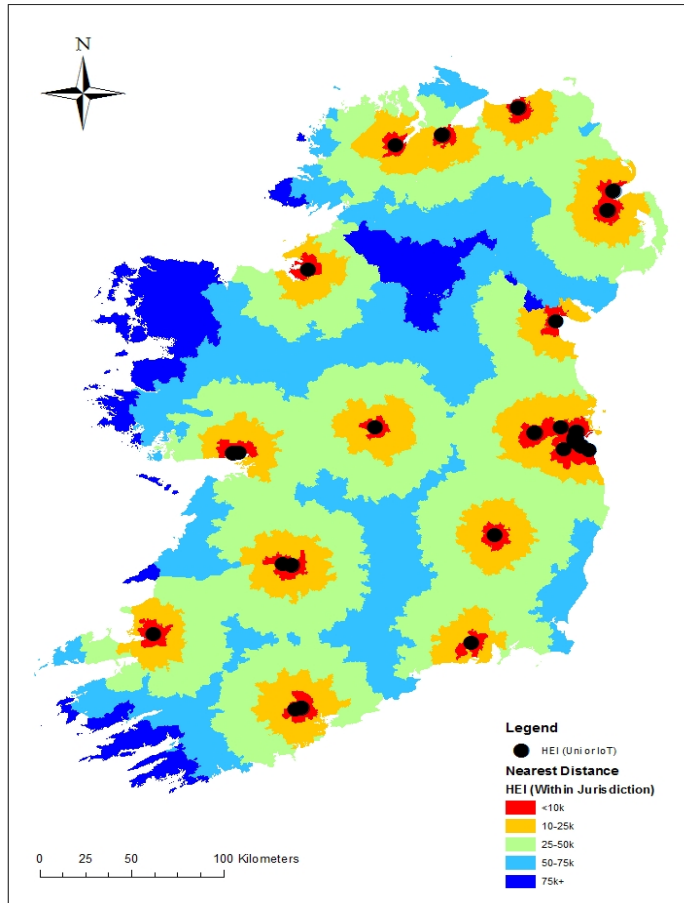 N
Legend
HEI (Uni or IoT)
Nearest Distance
HEI (Within Jurisdiction)
<10k
10-25k
25-50k
50-75k
75k+
0 25 50 100 Kilometers